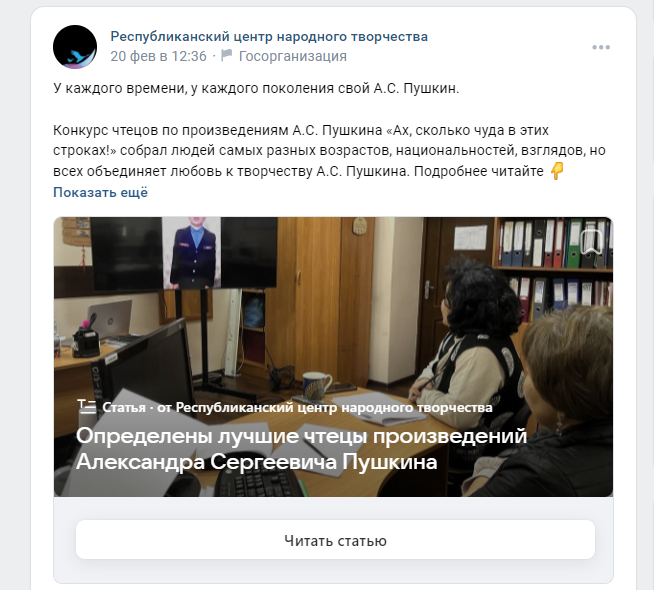 Республиканский центр народного творчества
20 фев в 12:36 · Госорганизация
У каждого времени, у каждого поколения свой А.С. Пушкин.
Конкурс чтецов по произведениям А.С. Пушкина «Ах, сколько чуда в этих
строках!» собрал людей самых разных возрастов, национальностей, взглядов, но
всех объединяет любовь к творчеству А.С. Пушкина. Подробнее читайте 👇
Показать ещё
Статья · от Республиканский центр народного творчества
Определены лучшие чтецы произведений
Александра Сергеевича Пушкина
Читать статью